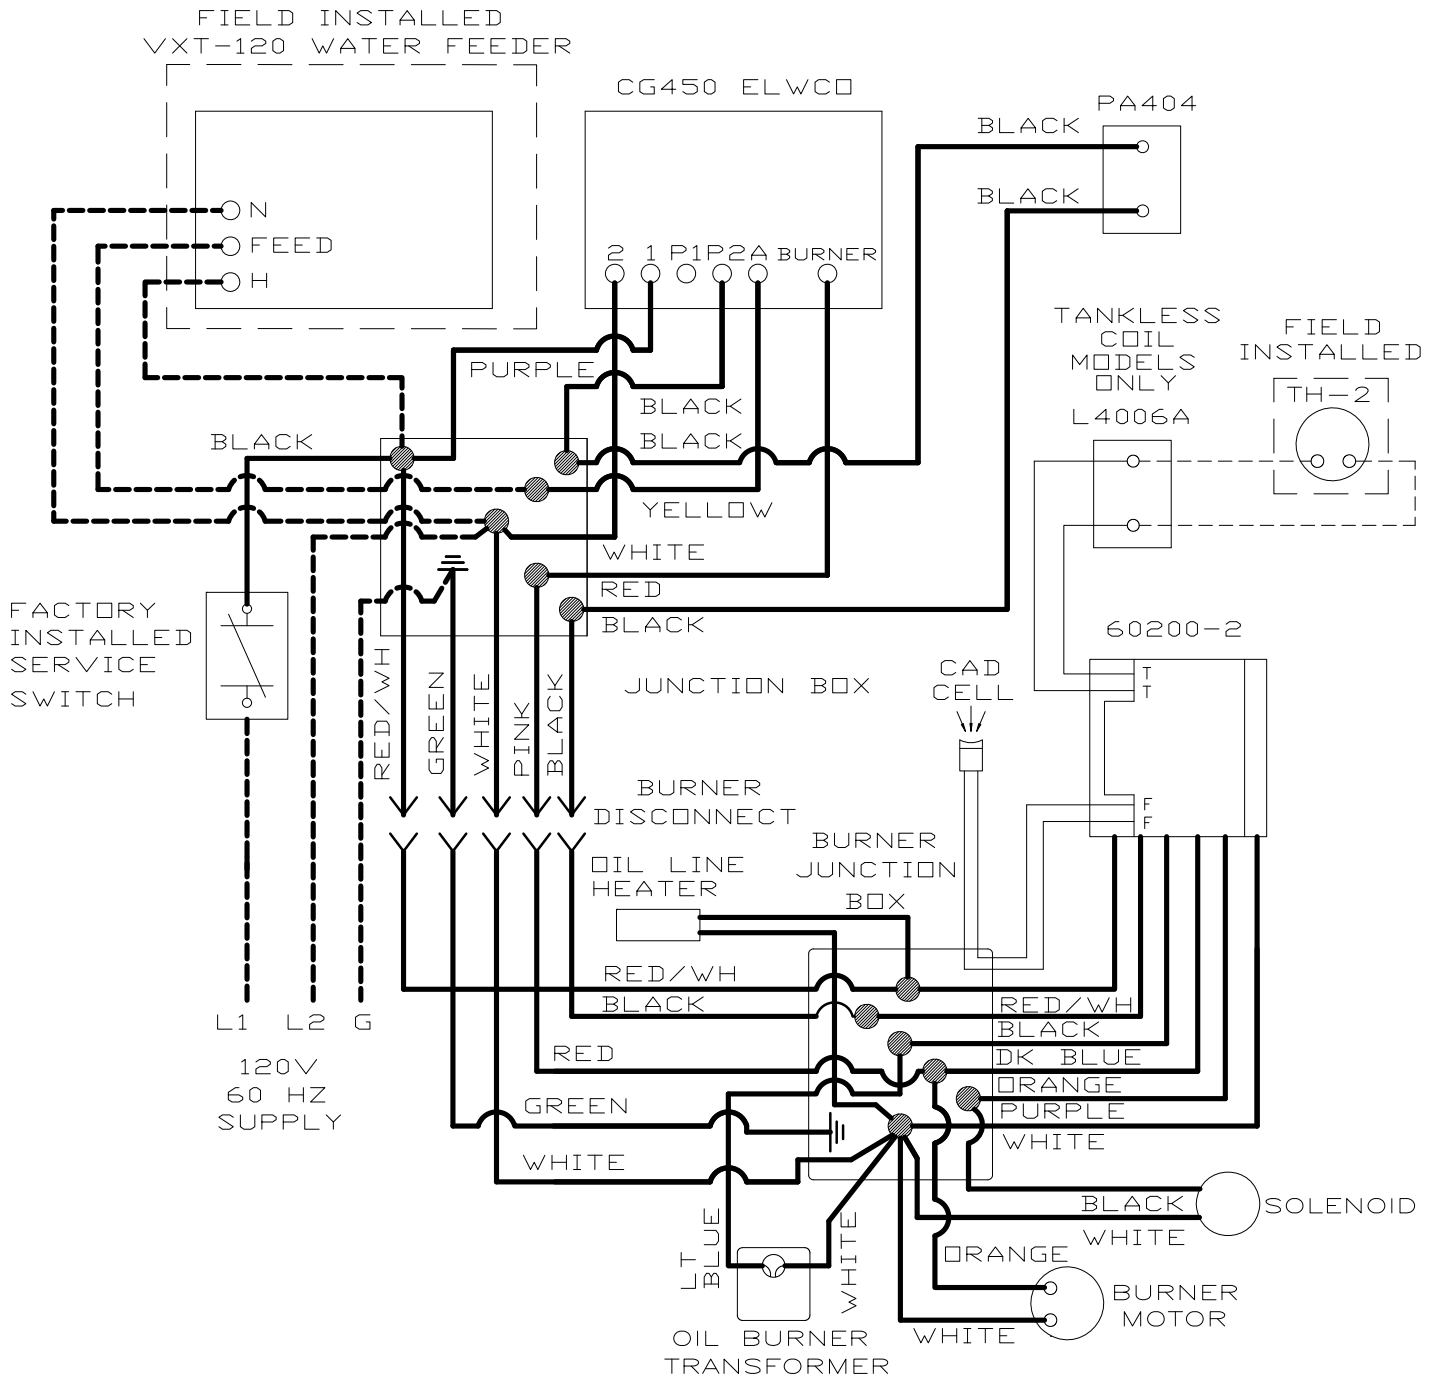 FIELD INSTALLED
VXT-120 WATER FEEDER
CG450 ELWCO
PA404
BLACK
BLACK
N
FEED
H
2 1 P1 P2 A BURNER
TANKLESS
COIL
MODELS
ONLY
L4006A
FIELD
INSTALLED
TH-2
PURPLE
BLACK
BLACK
BLACK
YELLOW
WHITE
RED
BLACK
FACTORY
INSTALLED
SERVICE
SWITCH
JUNCTION BOX
RED/WH
GREEN
WHITE
PINK
BLACK
60200-2
T
T
F
F
CAD
CELL
BURNER
DISCONNECT
BURNER
JUNCTION
BOX
OIL LINE
HEATER
RED/WH
BLACK
RED
GREEN
WHITE
RED/WH
BLACK
DK BLUE
ORANGE
PURPLE
WHITE
L1 L2 G
120V
60 HZ
SUPPLY
BLACK
WHITE
SOLENOID
LT
BLUE
WHITE
ORANGE
WHITE
BURNER
MOTOR
OIL BURNER
TRANSFORMER